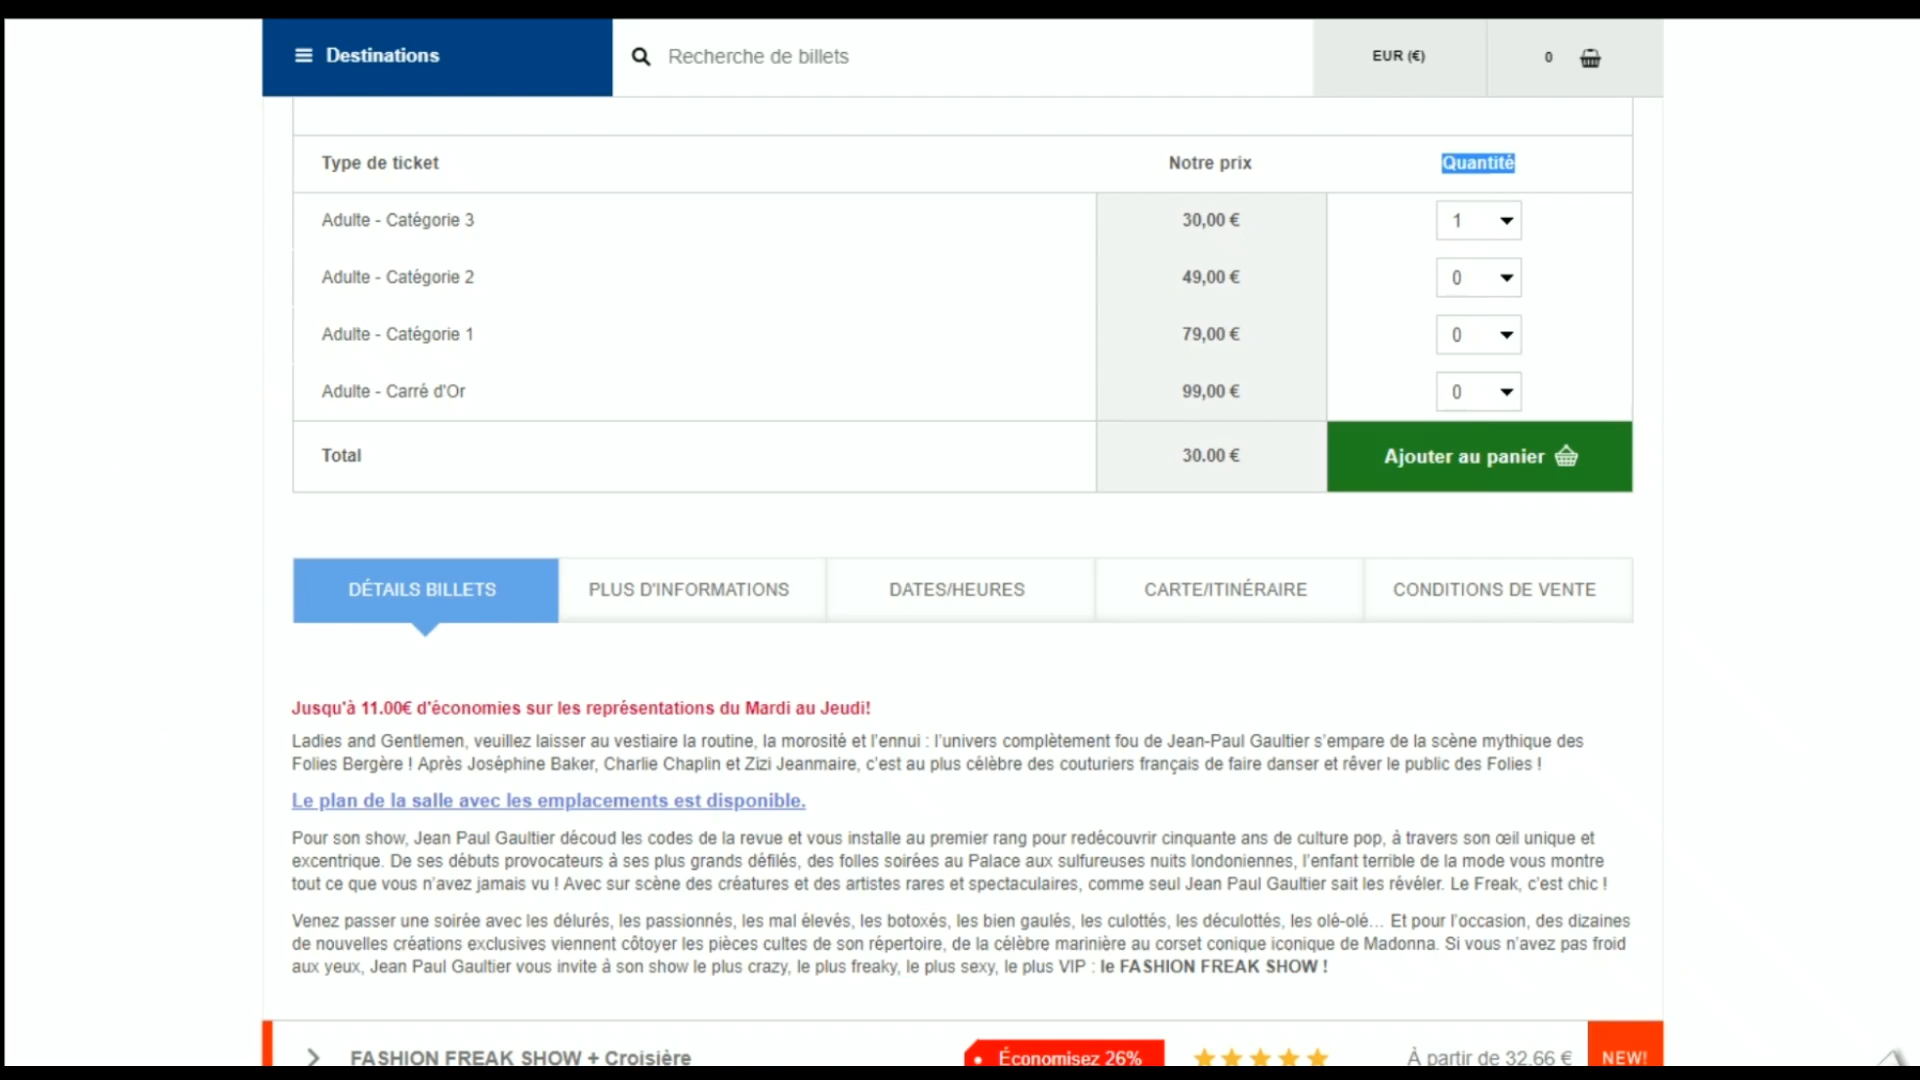 Destinations
Recherche de billets
EUR (€)
0
Type de ticket Notre prix Quantité
Adulte - Catégorie 3 30,00 € 1
Adulte - Catégorie 2 49,00 € 0
Adulte - Catégorie 1 79,00 € 0
Adulte - Carré d'Or 99,00 € 0
Total 30.00 € Ajouter au panier
DÉTAILS BILLETS PLUS D'INFORMATIONS DATES/HEURES CARTE/ITINÉRAIRE CONDITIONS DE VENTE
Jusqu'à 11.00€ d'économies sur les représentations du Mardi au Jeudi!
Ladies and Gentlemen, veuillez laisser au vestiaire la routine, la morosité et l'ennui : l'univers complètement fou de Jean-Paul Gaultier s'empare de la scène mythique des
Folies Bergère ! Après Joséphine Baker, Charlie Chaplin et Zizi Jeanmaire, c'est au plus célèbre des couturiers français de faire danser et rêver le public des Folies !
Le plan de la salle avec les emplacements est disponible.
Pour son show, Jean Paul Gaultier découd les codes de la revue et vous installe au premier rang pour redécouvrir cinquante ans de culture pop, à travers son œil unique et
excentrique. De ses débuts provocateurs à ses plus grands défilés, des folles soirées au Palace aux sulfureuses nuits londoniennes, l'enfant terrible de la mode vous montre
tout ce que vous n'avez jamais vu ! Avec sur scène des créatures et des artistes rares et spectaculaires, comme seul Jean Paul Gaultier sait les révéler. Le Freak, c'est chic !
Venez passer une soirée avec les délurés, les passionnés, les mal élevés, les botoxés, les bien gaulés, les culottés, les déculottés, les olé-olé… Et pour l'occasion, des dizaines
de nouvelles créations exclusives viennent côtoyer les pièces cultes de son répertoire, de la célèbre marinière au corset conique iconique de Madonna. Si vous n'avez pas froid
aux yeux, Jean Paul Gaultier vous invite à son show le plus crazy, le plus freaky, le plus sexy, le plus VIP : le FASHION FREAK SHOW !
FASHION FREAK SHOW + Croisière Économisez 26% À partir de 32.66 € NEW!